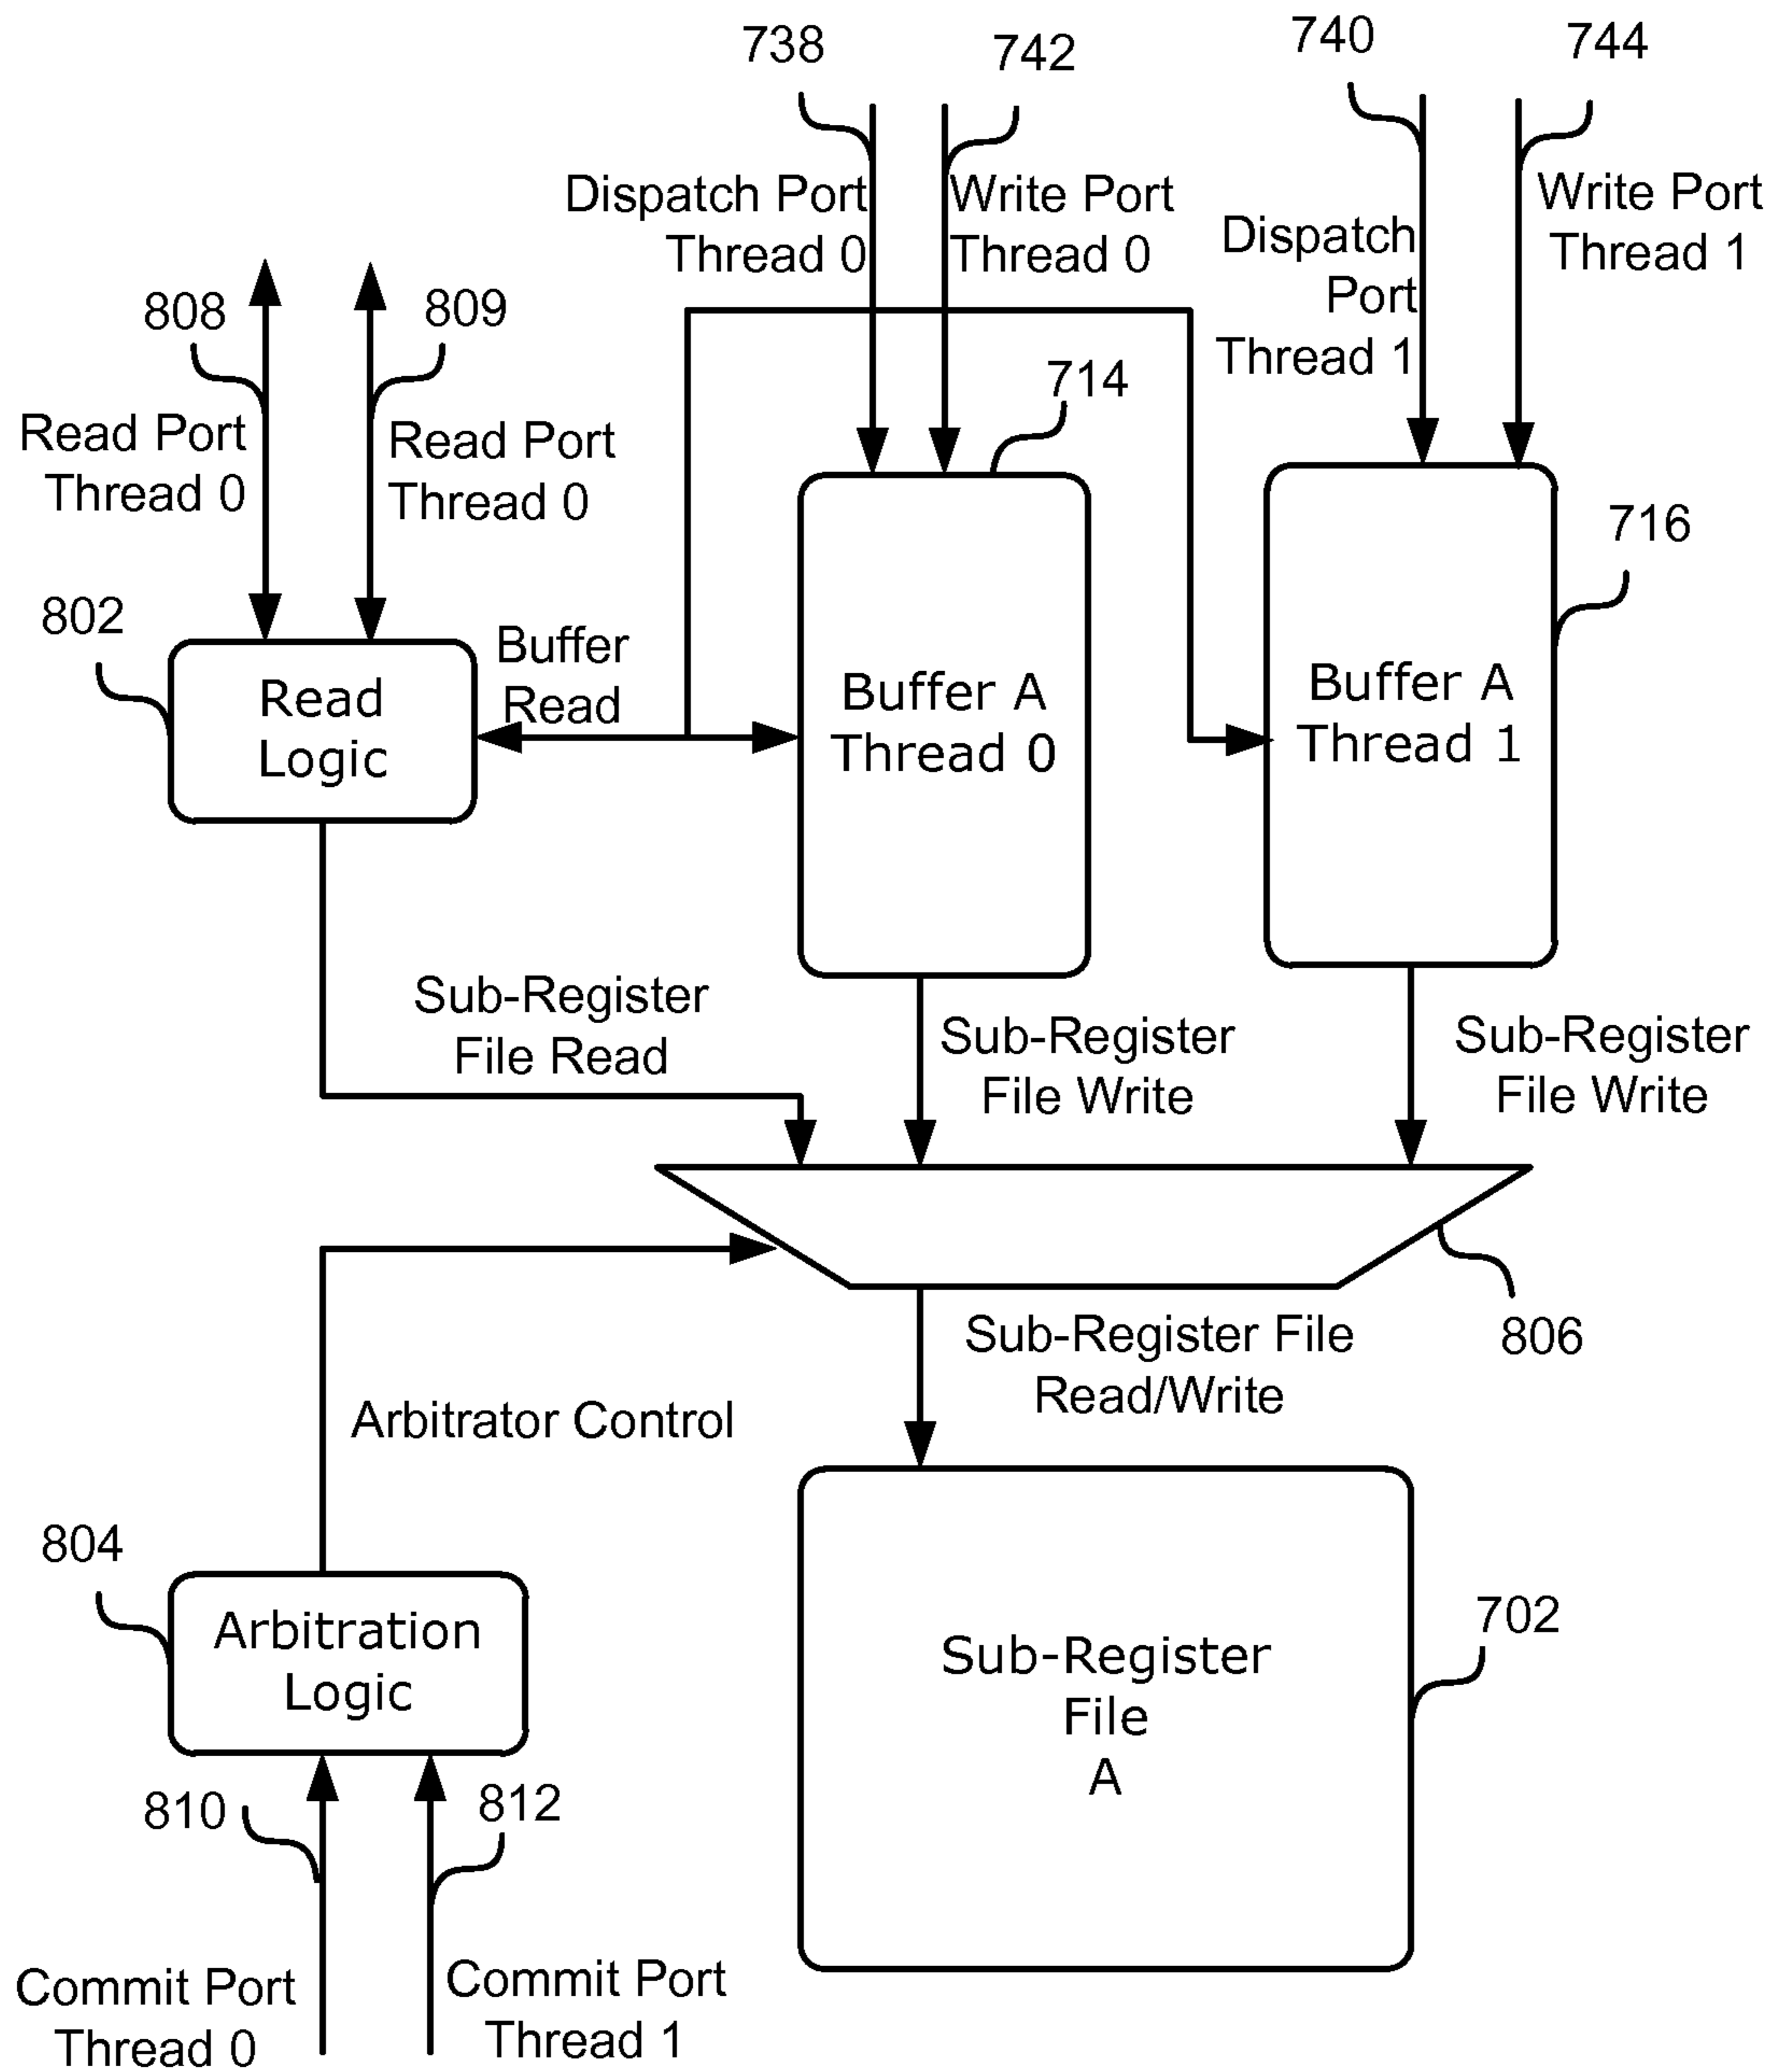 738
742
740
744
Dispatch Port
Thread 0
Write Port
Thread 0
Dispatch
Port
Thread 1
Write Port
Thread 1
808
809
Read Port
Thread 0
Read Port
Thread 0
714
716
802
Read
Logic
Buffer
Read
Buffer A
Thread 0
Buffer A
Thread 1
Sub-Register
File Read
Sub-Register
File Write
Sub-Register
File Write
806
Sub-Register File
Read/Write
Arbitrator Control
804
Arbitration
Logic
702
Sub-Register
File
A
810
812
Commit Port
Thread 0
Commit Port
Thread 1